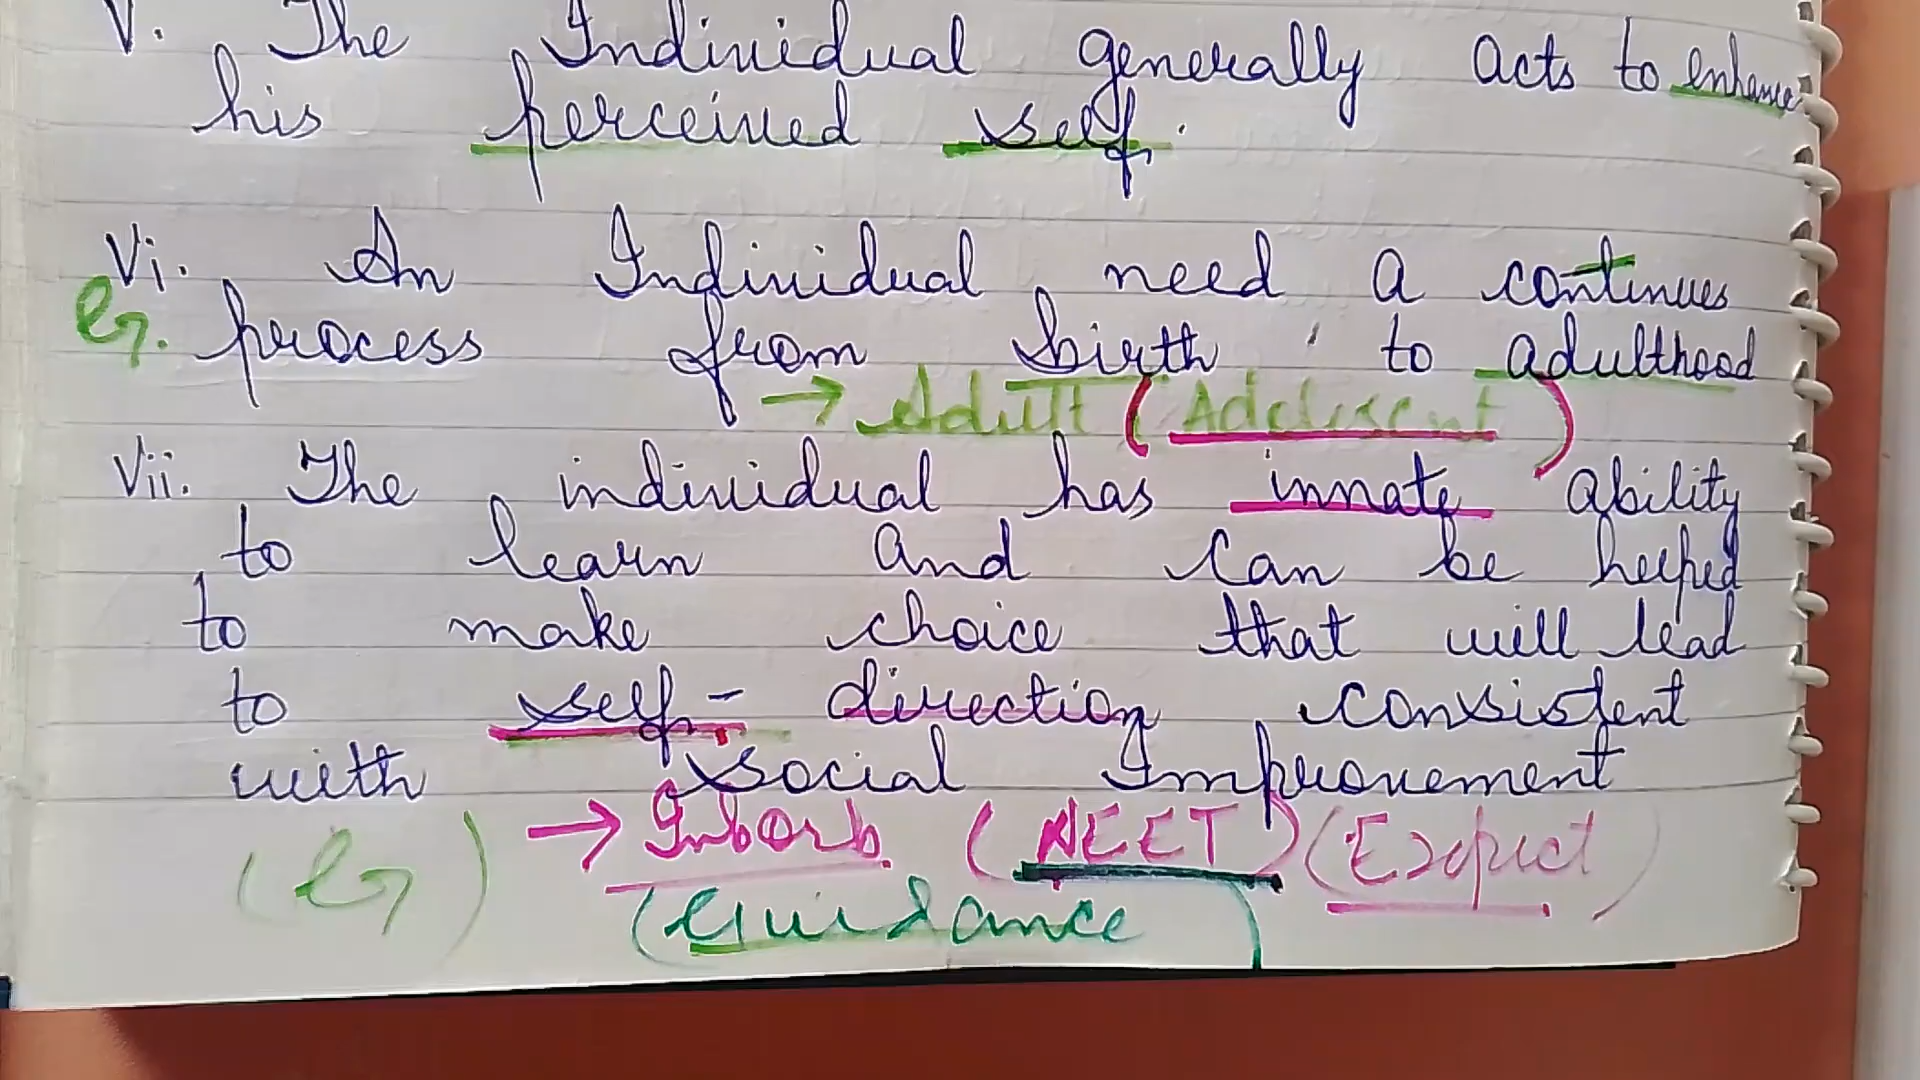 V. The Individual generally acts to enhance
his perceived self.
Vi. An Individual need a continues
eg. process from birth to adulthood
→ Adult (Adolescent)
Vii. The individual has innate ability
to learn and can be helped
to make choice that will lead
to self-direction consistent
with social Improvement
(eg) → Inborb. (NEET) (Expect)
(Guidance)